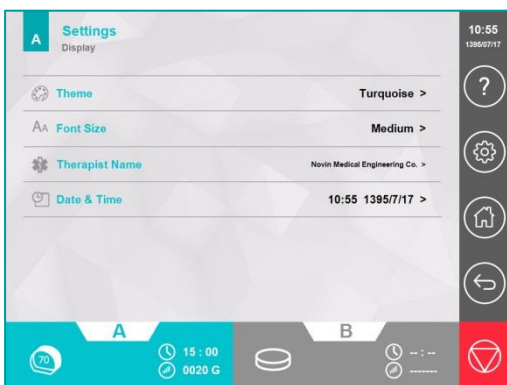 A
Settings
Display
10:55
1395/07/17
Theme Turquoise >
?
AA Font Size Medium >
Therapist Name Novin Medical Engineering Co. >
Date & Time 10:55 1395/7/17 >
A
B
70
15 : 00
0020 G
-- : --
-------